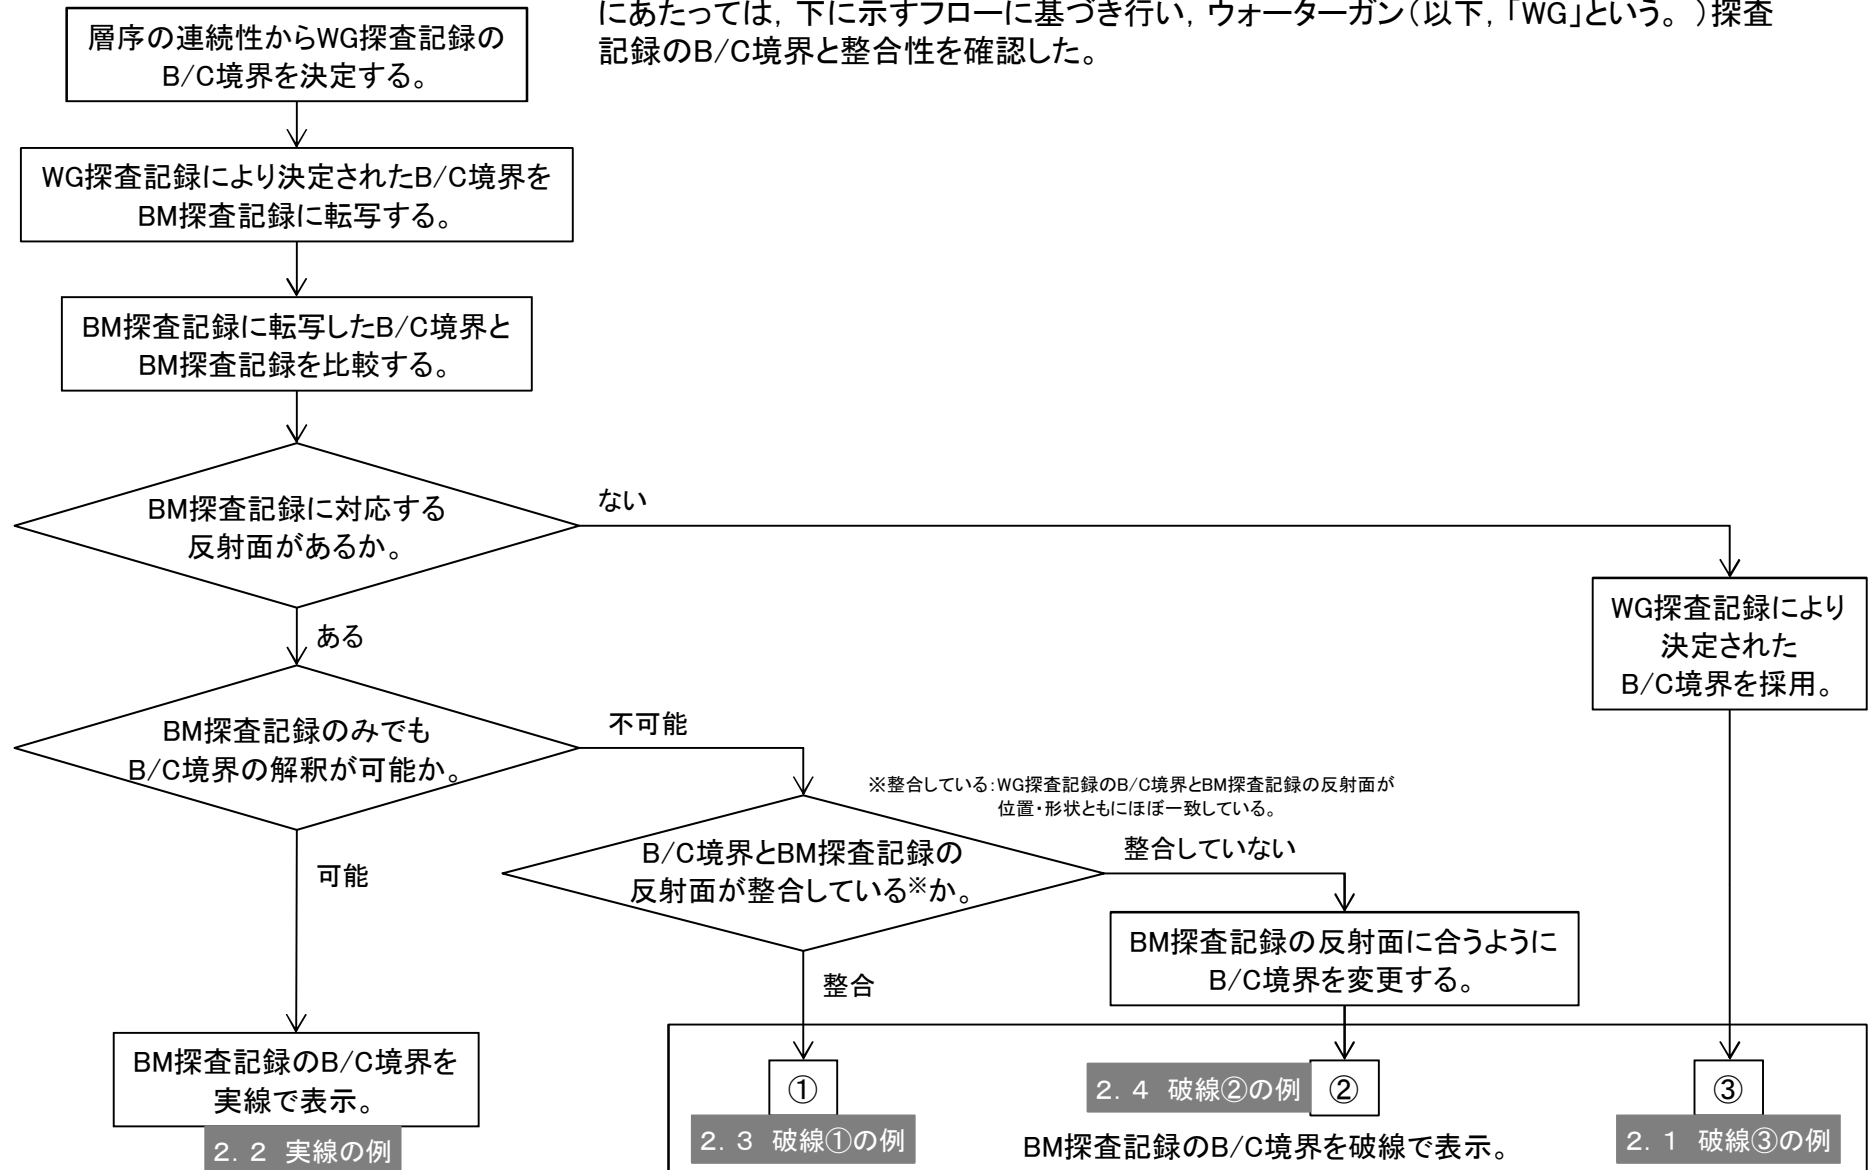 にあたっては，下に示すフローに基づき行い，ウォーターガン（以下，「WG」という。）探査
記録のB/C境界と整合性を確認した。
層序の連続性からWG探査記録の
B/C境界を決定する。
WG探査記録により決定されたB/C境界を
BM探査記録に転写する。
BM探査記録に転写したB/C境界と
BM探査記録を比較する。
BM探査記録に対応する
反射面があるか。
ない
ある
WG探査記録により
決定された
B/C境界を採用。
BM探査記録のみでも
B/C境界の解釈が可能か。
不可能
可能
※整合している：WG探査記録のB/C境界とBM探査記録の反射面が
位置・形状ともにほぼ一致している。
B/C境界とBM探査記録の
反射面が整合している※か。
整合していない
整合
BM探査記録の反射面に合うように
B/C境界を変更する。
BM探査記録のB/C境界を
実線で表示。
２．２　実線の例
①
２．３　破線①の例
２．４　破線②の例
②
BM探査記録のB/C境界を破線で表示。
③
２．１　破線③の例